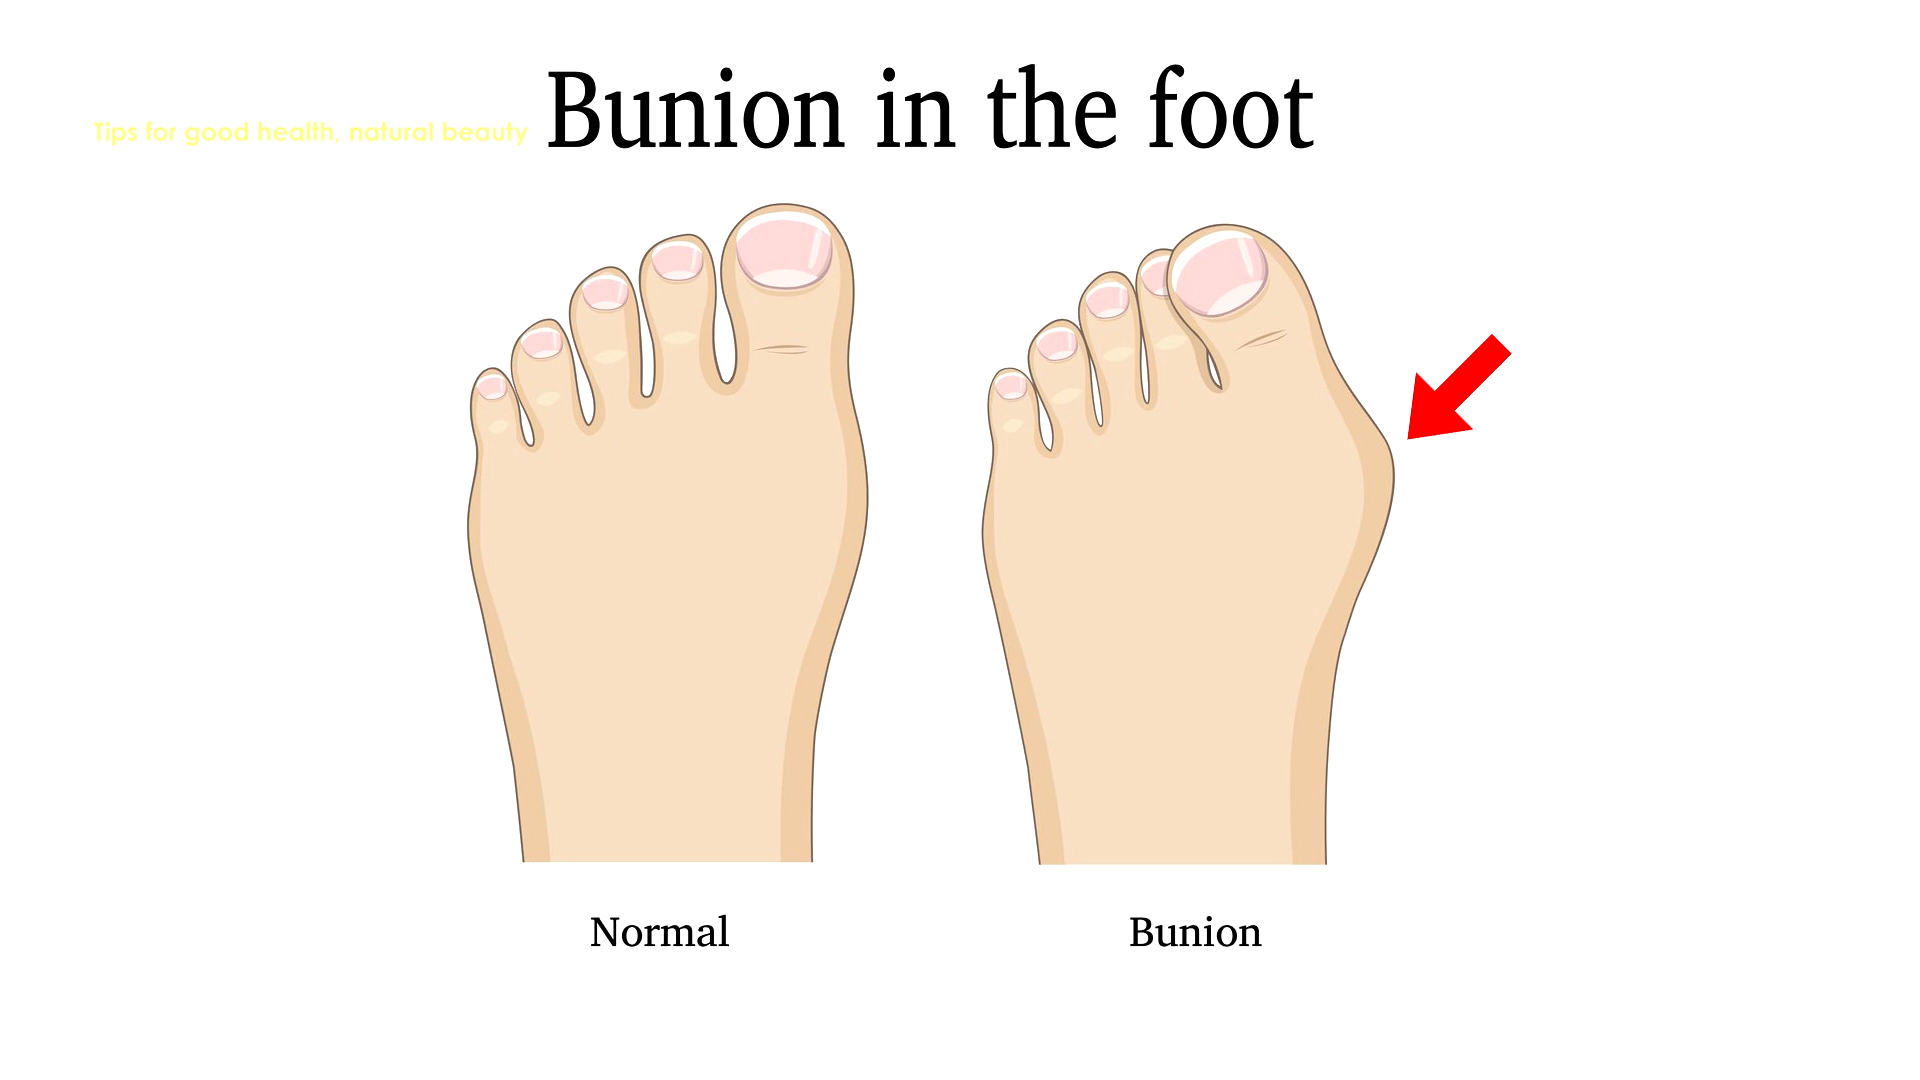 Bunion in the foot
Tips for good health, natural beauty
Normal
Bunion